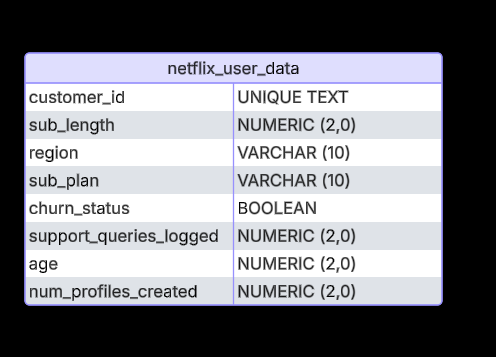 netflix_user_data
customer_id UNIQUE TEXT
sub_length NUMERIC (2,0)
region VARCHAR (10)
sub_plan VARCHAR (10)
churn_status BOOLEAN
support_queries_logged NUMERIC (2,0)
age NUMERIC (2,0)
num_profiles_created NUMERIC (2,0)